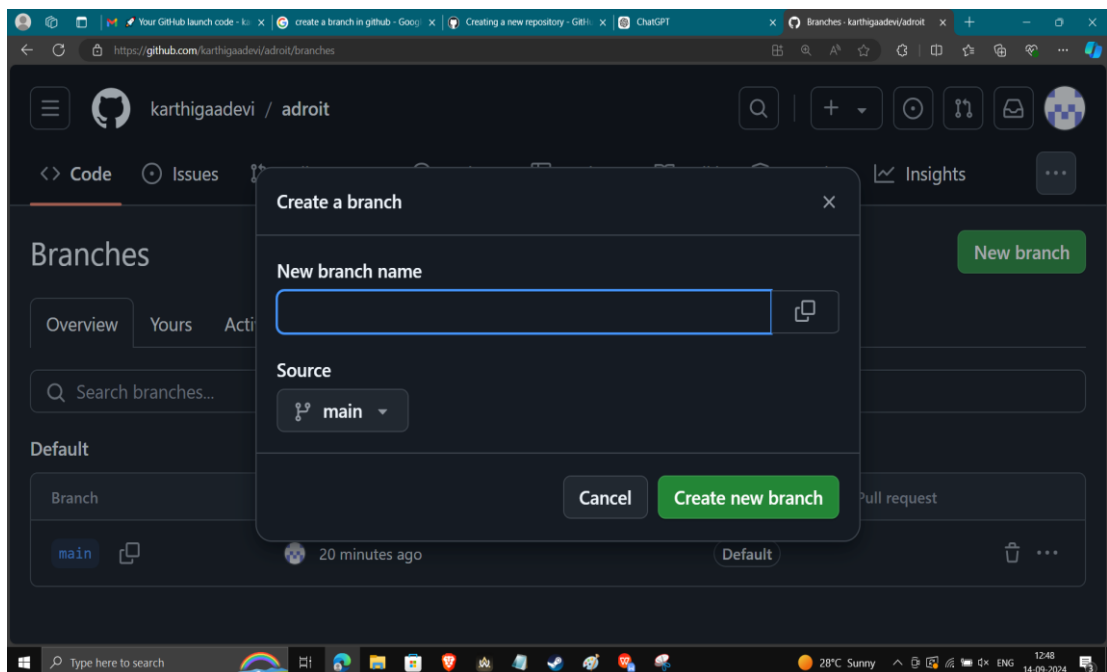 Your GitHub launch code - ka
create a branch in github - Goog
Creating a new repository - GitH
ChatGPT
Branches - karthigaadevi/adroit
https://github.com/karthigaadevi/adroit/branches
karthigaadevi / adroit
Code
Issues
Insights
Create a branch
Branches
New branch
New branch name
Overview
Yours
Acti
Source
Search branches...
main
Default
Cancel
Create new branch
Branch
Pull request
main
20 minutes ago
Default
Type here to search
28°C Sunny
ENG
12:48
14-09-2024